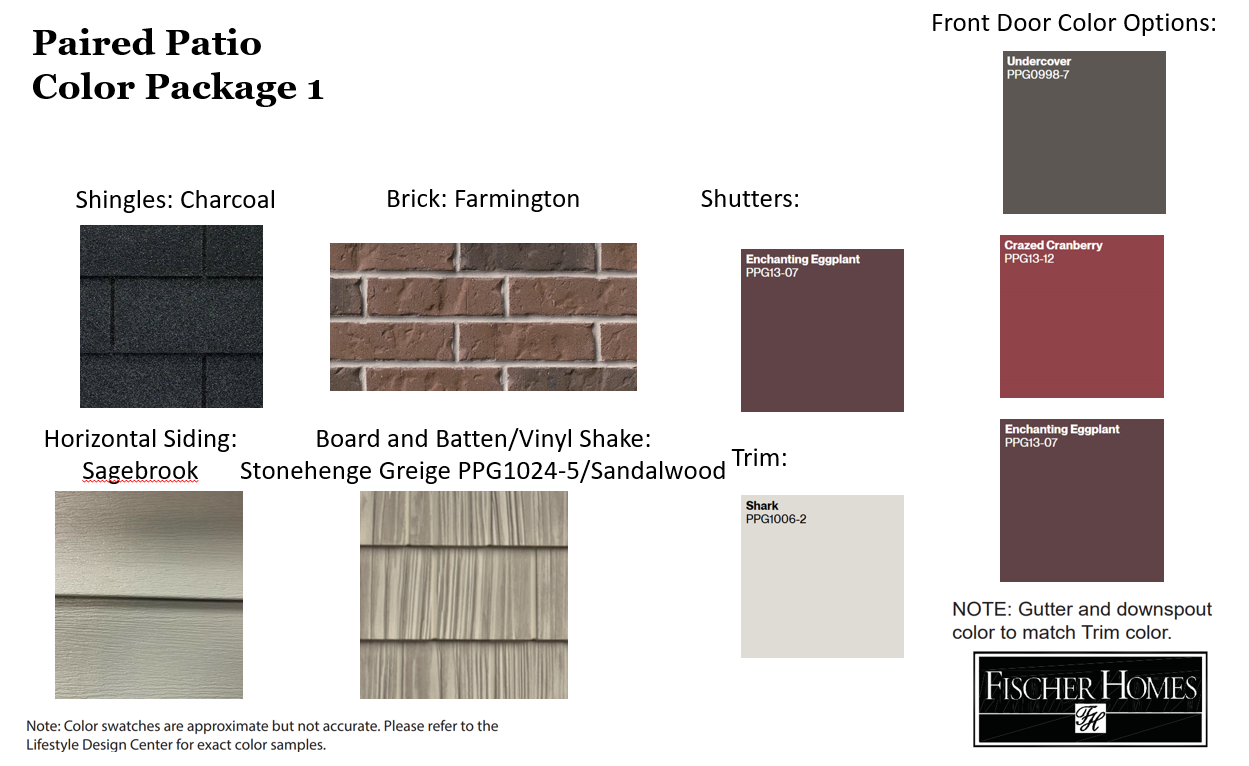 Paired Patio
Color Package 1
Front Door Color Options:
Undercover
PPG0998-7
Shingles: Charcoal
Brick: Farmington
Shutters:
Crazed Cranberry
PPG13-12
Enchanting Eggplant
PPG13-07
Horizontal Siding:
Sagebrook
Board and Batten/Vinyl Shake:
Stonehenge Greige PPG1024-5/Sandalwood
Trim:
Enchanting Eggplant
PPG13-07
Shark
PPG1006-2
NOTE: Gutter and downspout
color to match Trim color.
FISCHER HOMES
FH
Note: Color swatches are approximate but not accurate. Please refer to the
Lifestyle Design Center for exact color samples.